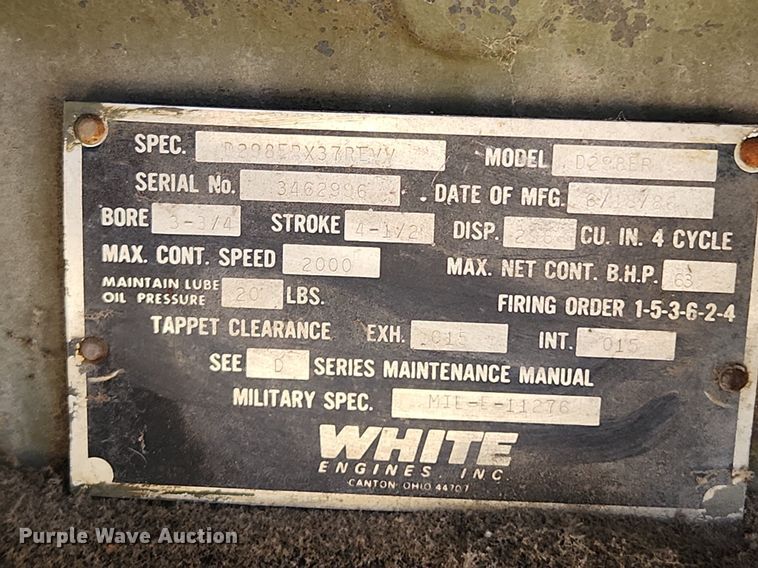 SPEC. MODEL
SERIAL No. 3462996 DATE OF MFG.
BORE 3-3/4 STROKE 4-1/2 DISP. CU. IN. 4 CYCLE
MAX. CONT. SPEED 2000 MAX. NET CONT. B.H.P. 63
MAINTAIN LUBE OIL PRESSURE 20 LBS. FIRING ORDER 1-5-3-6-2-4
TAPPET CLEARANCE EXH. .015 INT. .015
SEE D SERIES MAINTENANCE MANUAL
MILITARY SPEC. MIL-E-11276
WHITE
ENGINES, INC.
CANTON, OHIO 44707
Purple Wave Auction